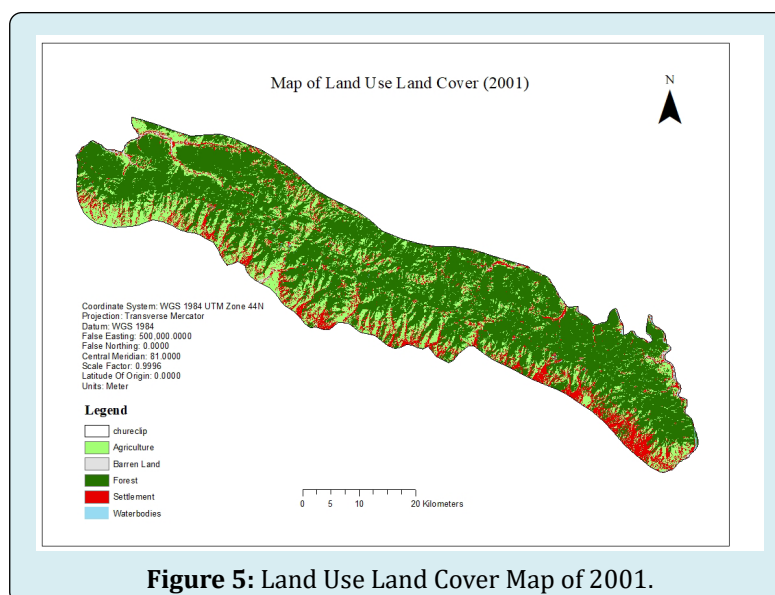 Map of Land Use Land Cover (2001)
N
Coordinate System: WGS 1984 UTM Zone 44N
Projection: Transverse Mercator
Datum: WGS 1984
False Easting: 500,000.0000
False Northing: 0.0000
Central Meridian: 81.0000
Scale Factor: 0.9996
Latitude Of Origin: 0.0000
Units: Meter
Legend
chureclip
Agriculture
Barren Land
Forest
Settlement
Waterbodies
0 5 10 20 Kilometers
Figure 5: Land Use Land Cover Map of 2001.